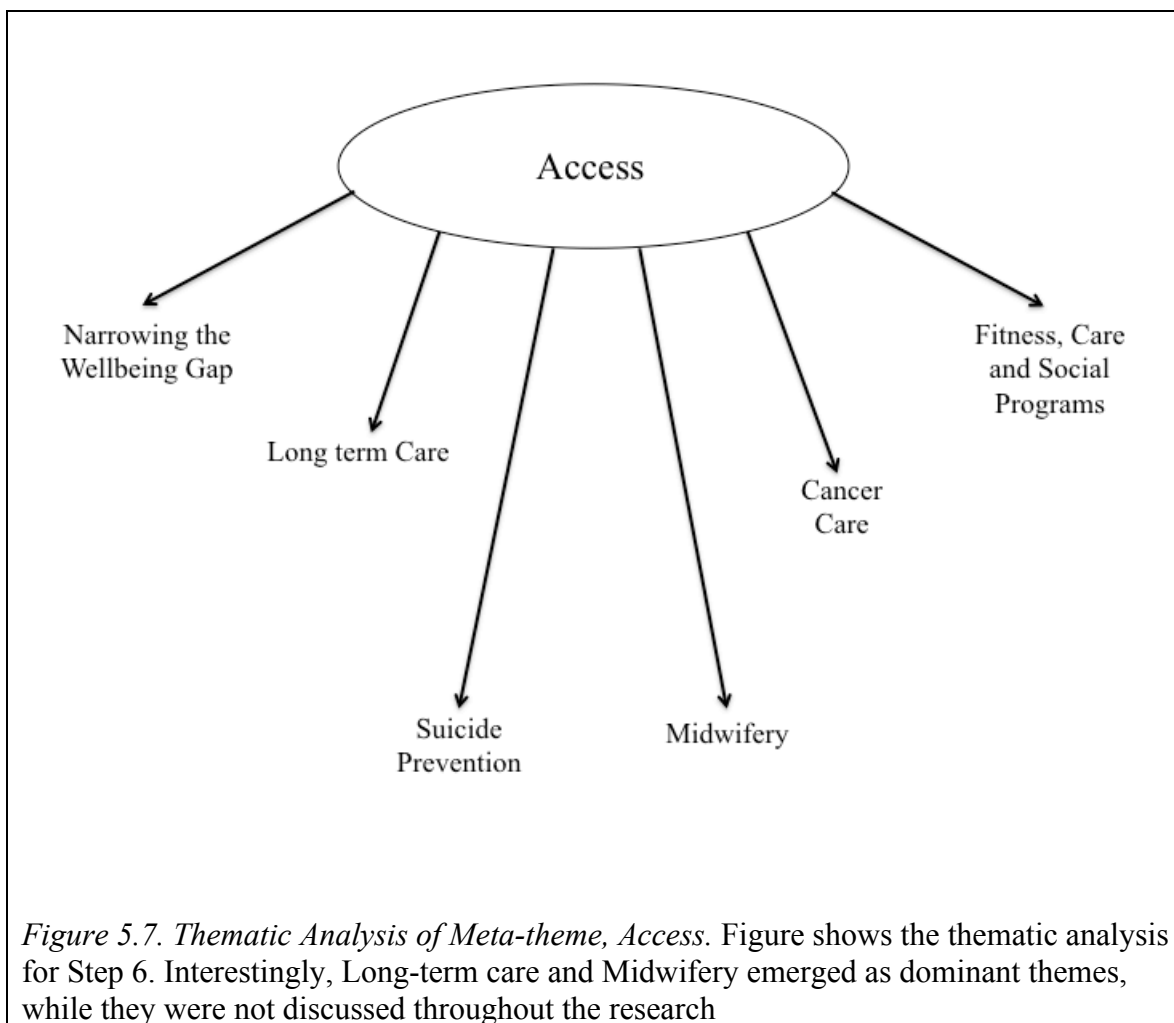 Access
Narrowing the
Wellbeing Gap
Long term Care
Suicide
Prevention
Midwifery
Cancer
Care
Fitness, Care
and Social
Programs
Figure 5.7. Thematic Analysis of Meta-theme, Access. Figure shows the thematic analysis
for Step 6. Interestingly, Long-term care and Midwifery emerged as dominant themes,
while they were not discussed throughout the research